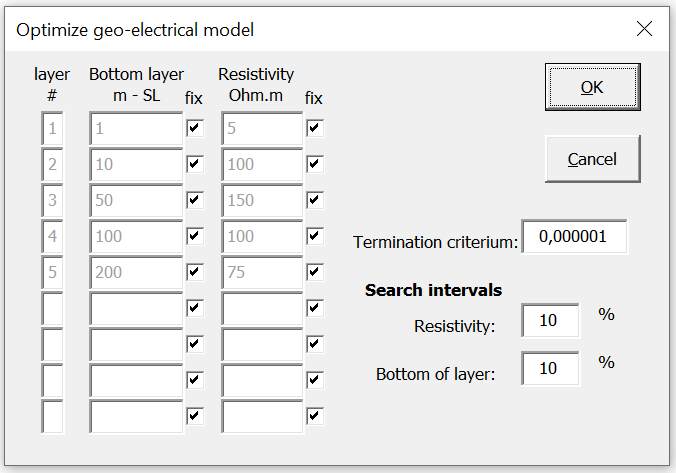 Optimize geo-electrical model
layer Bottom layer Resistivity
# m - SL fix Ohm.m fix
OK
1 1 5
2 10 100
Cancel
3 50 150
4 100 100
Termination criterium: 0,000001
5 200 75
Search intervals
Resistivity: 10 %
Bottom of layer: 10 %